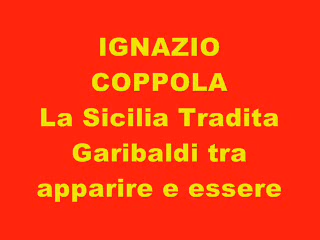 IGNAZIO
COPPOLA
La Sicilia Tradita
Garibaldi tra
apparire e essere